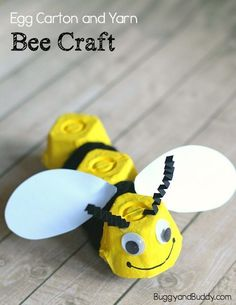 Egg Carton and Yarn
Bee Craft
BuggyandBuddy.com